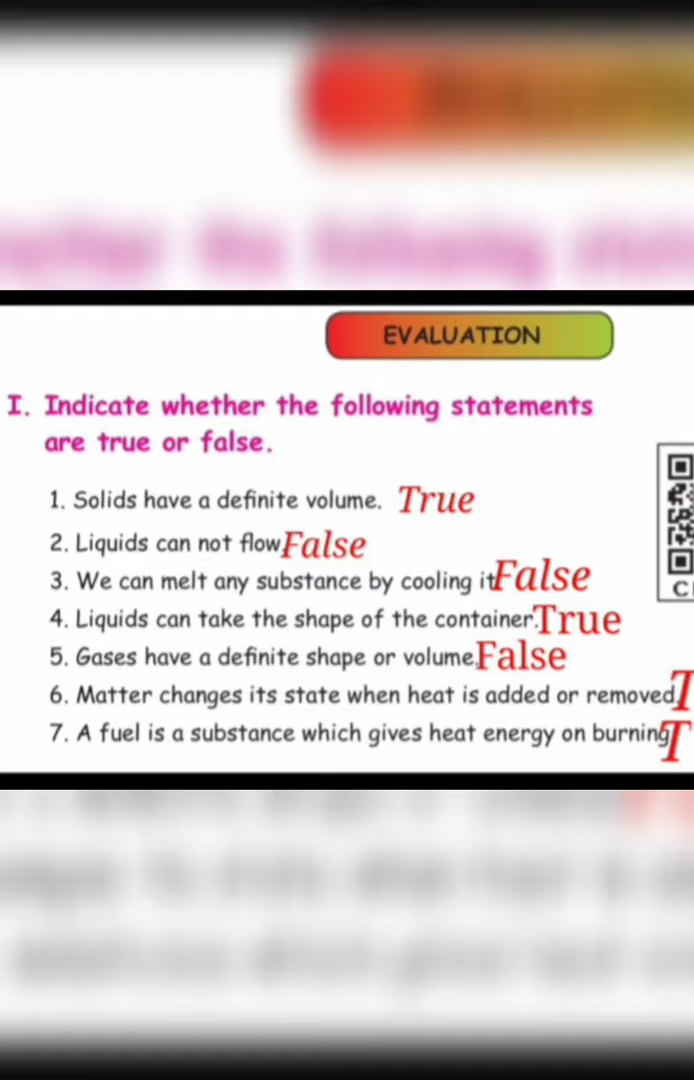 EVALUATION
I. Indicate whether the following statements
are true or false.
1. Solids have a definite volume. True
2. Liquids can not flow. False
3. We can melt any substance by cooling it False
4. Liquids can take the shape of the container. True
5. Gases have a definite shape or volume. False
6. Matter changes its state when heat is added or removed. T
7. A fuel is a substance which gives heat energy on burning T